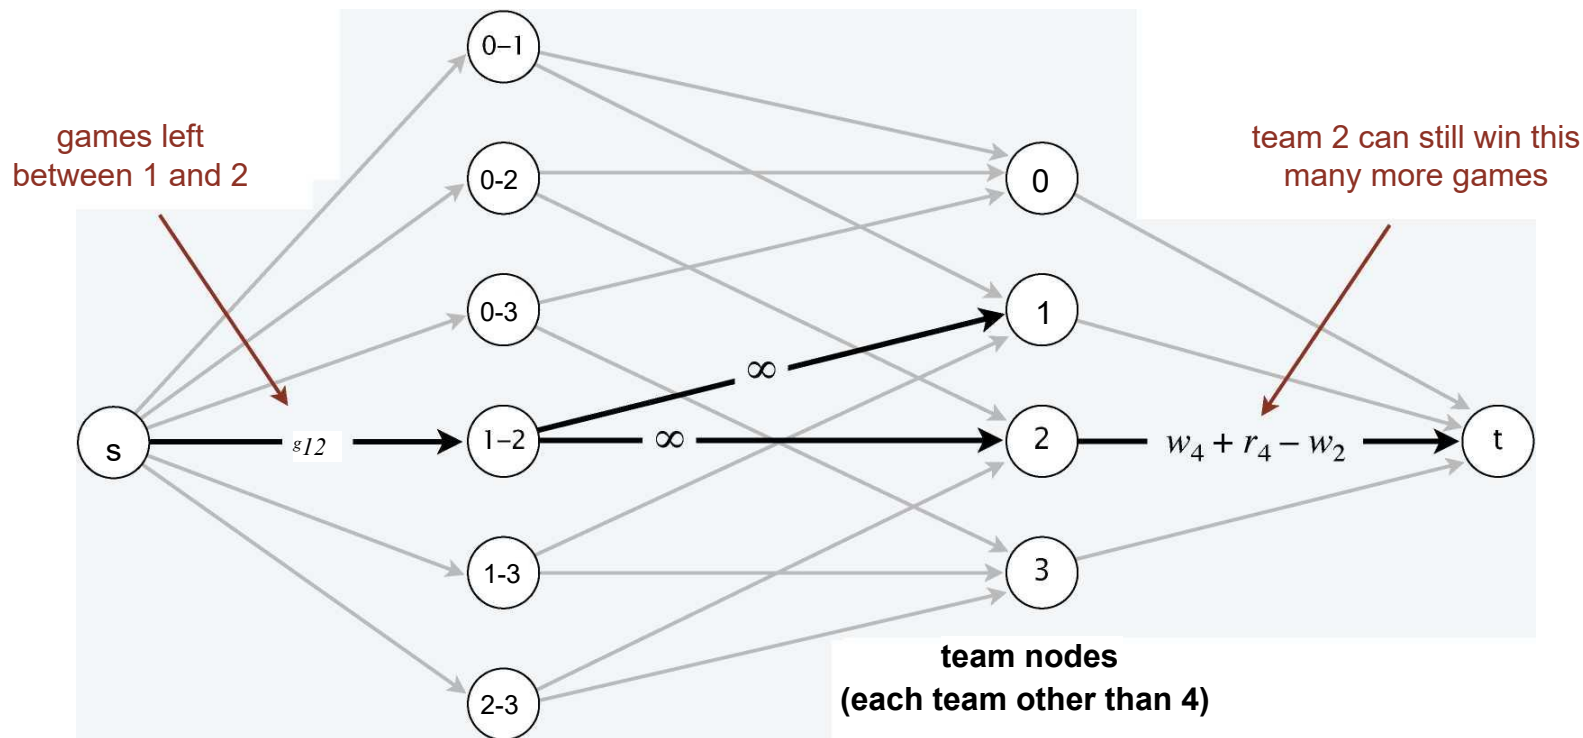 0–1
games left
between 1 and 2
team 2 can still win this
many more games
0-2
0
0-3
1
∞
s
g12
1–2
∞
2
w₄ + r₄ − w₂
t
1-3
3
2-3
team nodes
(each team other than 4)